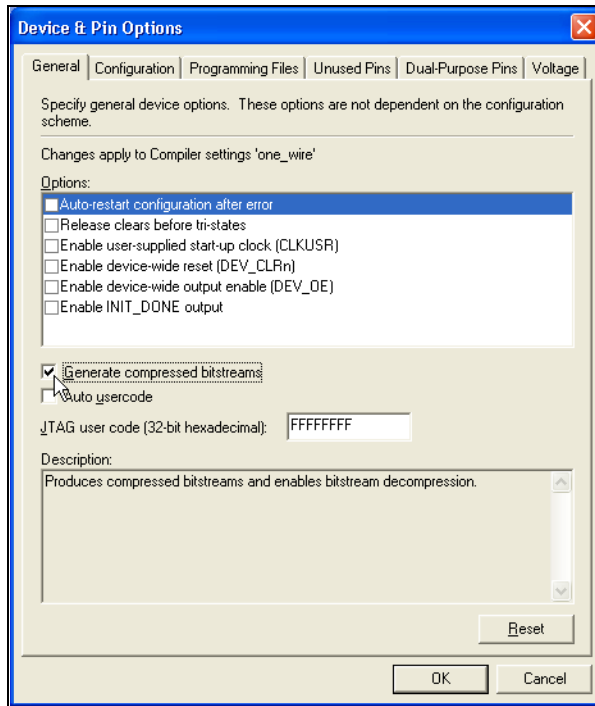 Device & Pin Options
General Configuration Programming Files Unused Pins Dual-Purpose Pins Voltage
Specify general device options. These options are not dependent on the configuration
scheme.
Changes apply to Compiler settings 'one_wire'
Options:
Auto-restart configuration after error
Release clears before tri-states
Enable user-supplied start-up clock (CLKUSR)
Enable device-wide reset (DEV_CLRn)
Enable device-wide output enable (DEV_OE)
Enable INIT_DONE output
Generate compressed bitstreams
Auto usercode
JTAG user code (32-bit hexadecimal): FFFFFFFF
Description:
Produces compressed bitstreams and enables bitstream decompression.
Reset
OK Cancel